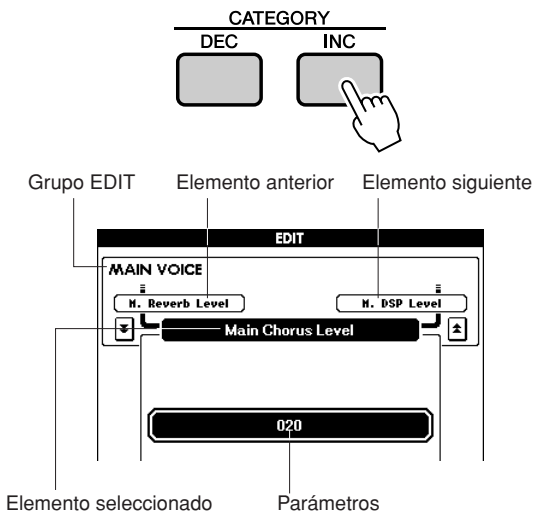 CATEGORY
DEC INC
Grupo EDIT Elemento anterior Elemento siguiente
EDIT
MAIN VOICE
M. Reverb Level M. DSP Level
Main Chorus Level
020
Elemento seleccionado Parámetros